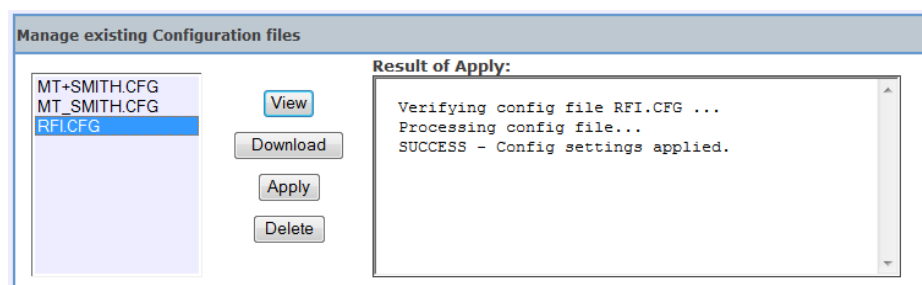 Manage existing Configuration files
MT+SMITH.CFG
MT_SMITH.CFG
RFI.CFG
View
Download
Apply
Delete
Result of Apply:
Verifying config file RFI.CFG ...
Processing config file...
SUCCESS - Config settings applied.